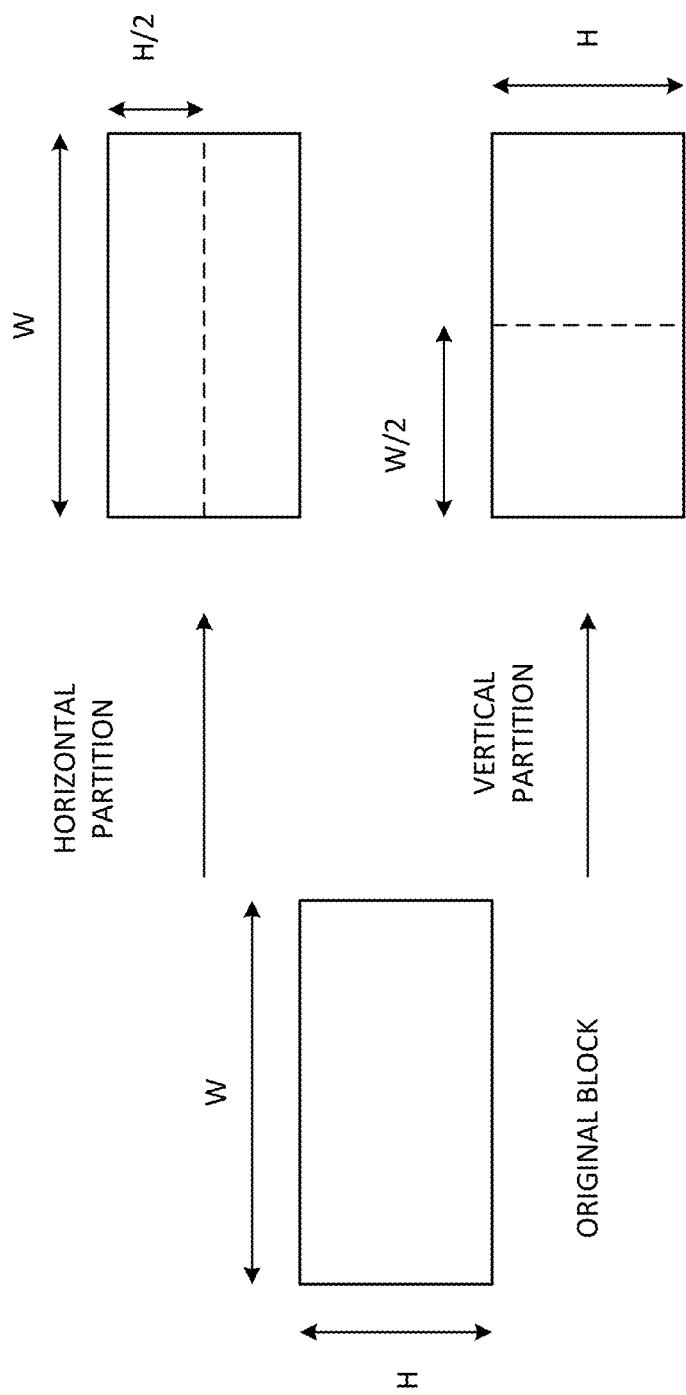 W
H
ORIGINAL BLOCK
HORIZONTAL
PARTITION
W
H/2
VERTICAL
PARTITION
W/2
H